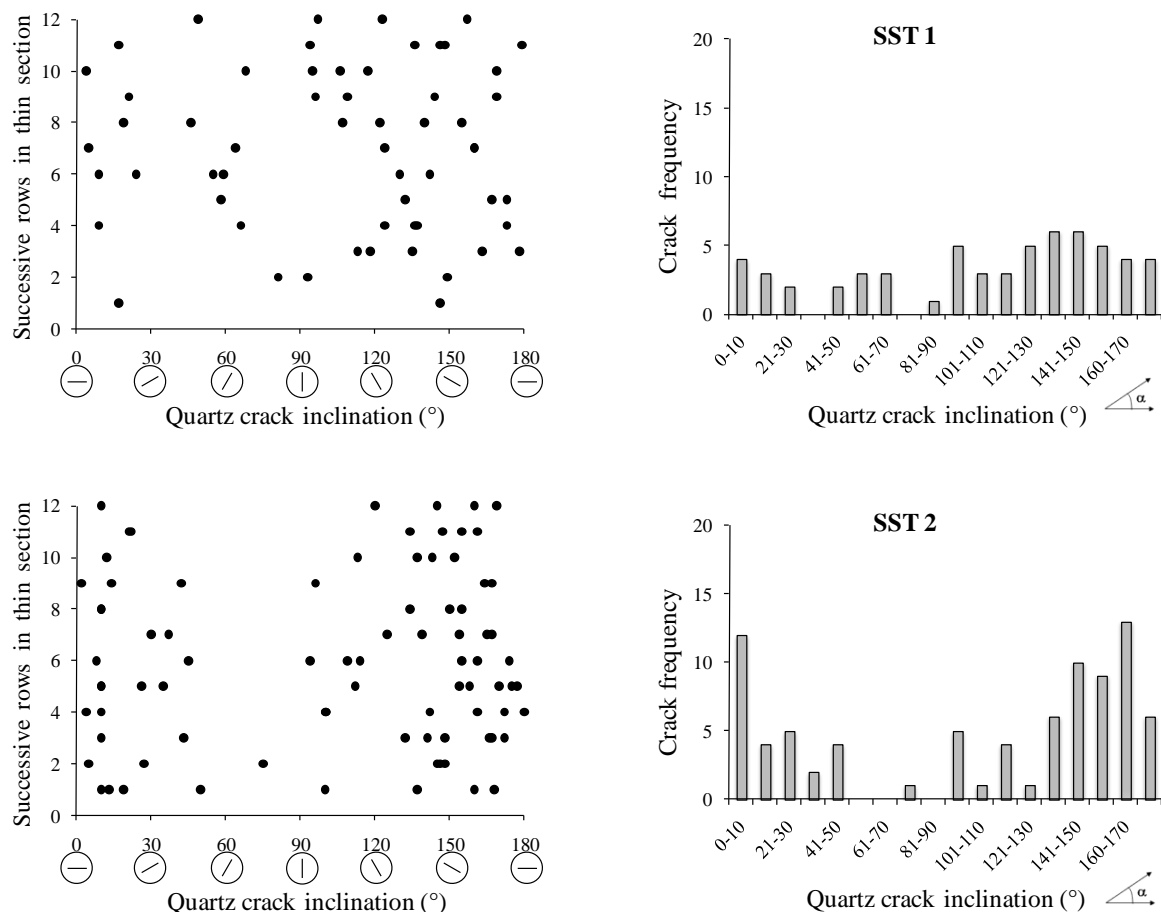 12
10
8
6
4
2
0
Successive rows in thin section
0 30 60 90 120 150 180
Quartz crack inclination (°)
SST 1
20
15
10
5
0
Crack frequency
0-10 21-30 41-50 61-70 81-90 101-110 121-130 141-150 160-170
Quartz crack inclination (°) α
12
10
8
6
4
2
0
Successive rows in thin section
0 30 60 90 120 150 180
Quartz crack inclination (°)
SST 2
20
15
10
5
0
Crack frequency
0-10 21-30 41-50 61-70 81-90 101-110 121-130 141-150 160-170
Quartz crack inclination (°) α